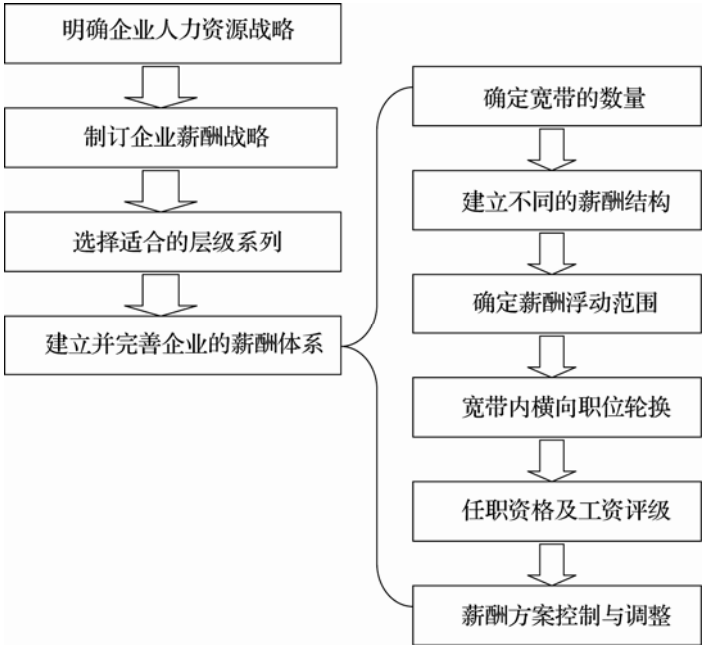 明确企业人力资源战略
制订企业薪酬战略
选择适合的层级系列
建立并完善企业的薪酬体系
确定宽带的数量
建立不同的薪酬结构
确定薪酬浮动范围
宽带内横向职位轮换
任职资格及工资评级
薪酬方案控制与调整